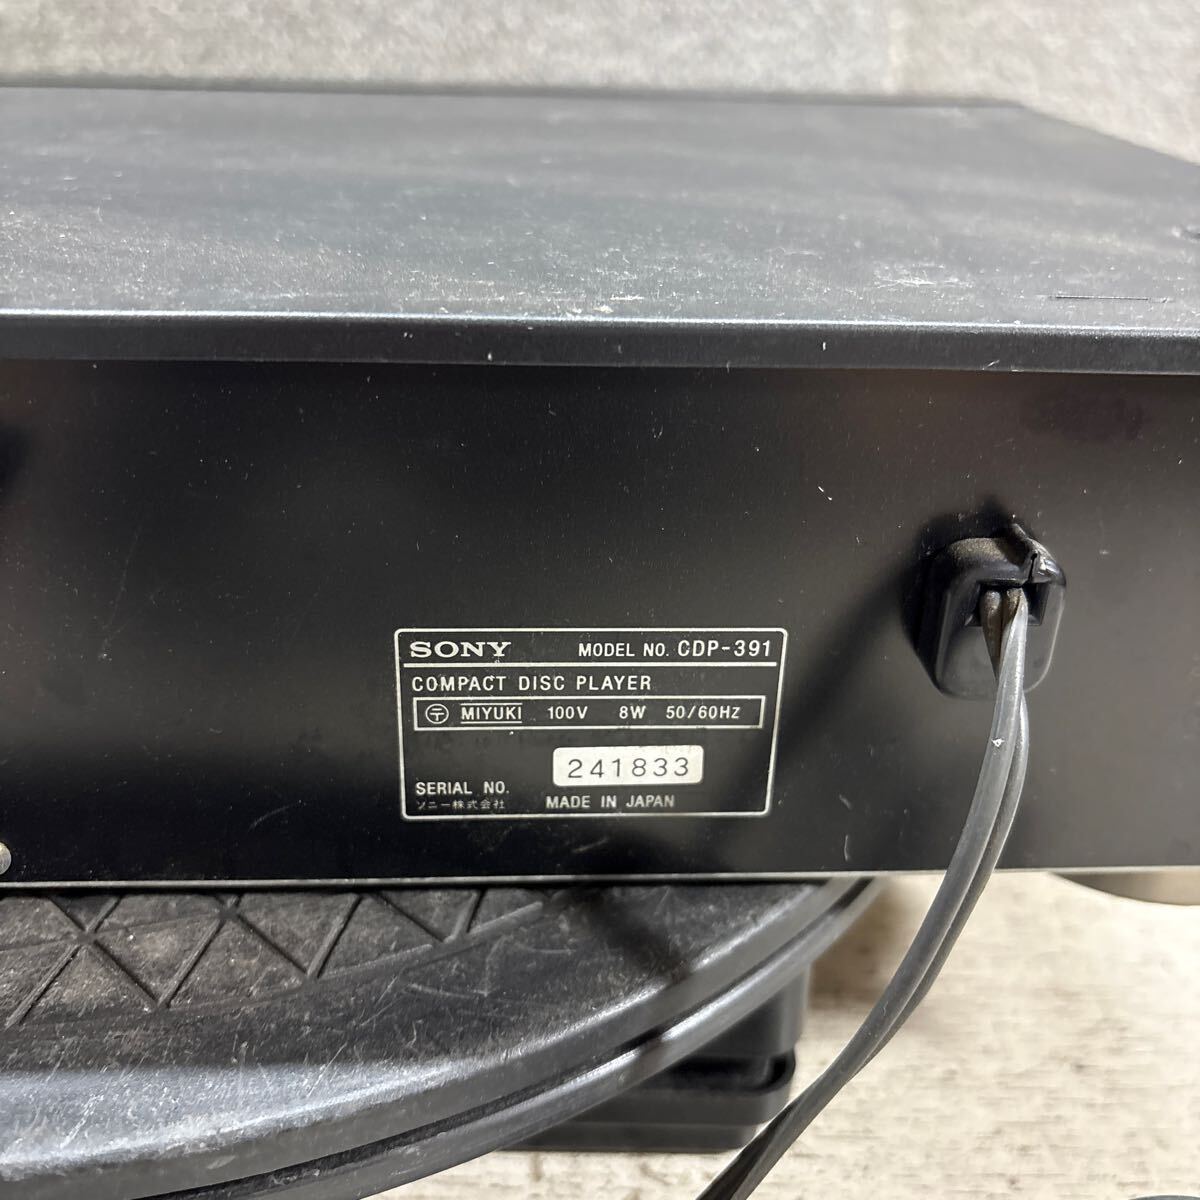 SONY MODEL NO. CDP-391
COMPACT DISC PLAYER
〶 MIYUKI 100V 8W 50/60HZ
241833
SERIAL NO.
ソニー株式会社 MADE IN JAPAN